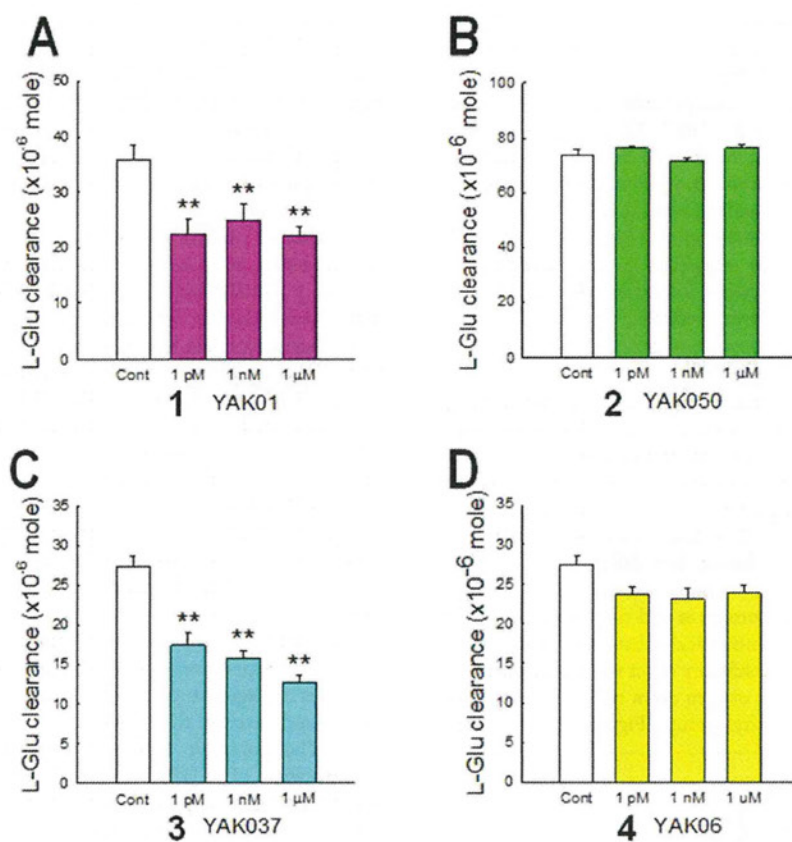 A
B
L-Glu clearance (x10-6 mole)
50
40
30
20
10
0
**
**
**
Cont 1 pM 1 nM 1 µM
1 YAK01
L-Glu clearance (x10-6 mole)
100
80
60
40
20
0
Cont 1 pM 1 nM 1 µM
2 YAK050
C
D
L-Glu clearance (x10-6 mole)
35
30
25
20
15
10
5
0
**
**
**
Cont 1 pM 1 nM 1 µM
3 YAK037
L-Glu clearance (x10-6 mole)
35
30
25
20
15
10
5
0
Cont 1 pM 1 nM 1 uM
4 YAK06